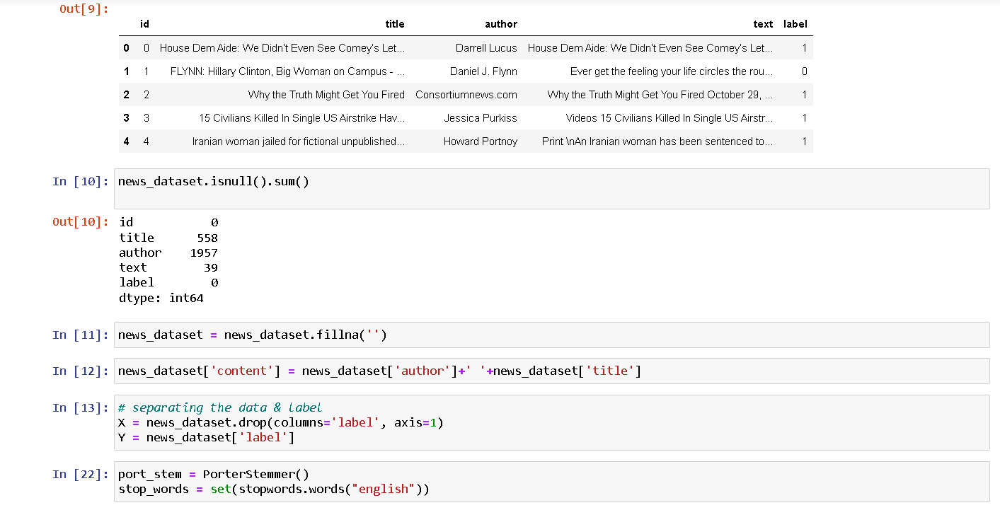 Out[9]:
id title author text label
0 0 House Dem Aide: We Didn't Even See Comey's Let... Darrell Lucus House Dem Aide: We Didn't Even See Comey's Let... 1
1 1 FLYNN: Hillary Clinton, Big Woman on Campus - ... Daniel J. Flynn Ever get the feeling your life circles the rou... 0
2 2 Why the Truth Might Get You Fired Consortiumnews.com Why the Truth Might Get You Fired October 29, ... 1
3 3 15 Civilians Killed In Single US Airstrike Hav... Jessica Purkiss Videos 15 Civilians Killed In Single US Airstr... 1
4 4 Iranian woman jailed for fictional unpublished... Howard Portnoy Print \nAn Iranian woman has been sentenced to... 1
In [10]: news_dataset.isnull().sum()
Out[10]: id 0
title 558
author 1957
text 39
label 0
dtype: int64
In [11]: news_dataset = news_dataset.fillna('')
In [12]: news_dataset['content'] = news_dataset['author']+' '+news_dataset['title']
In [13]: # separating the data & label
X = news_dataset.drop(columns='label', axis=1)
Y = news_dataset['label']
In [22]: port_stem = PorterStemmer()
stop_words = set(stopwords.words("english"))